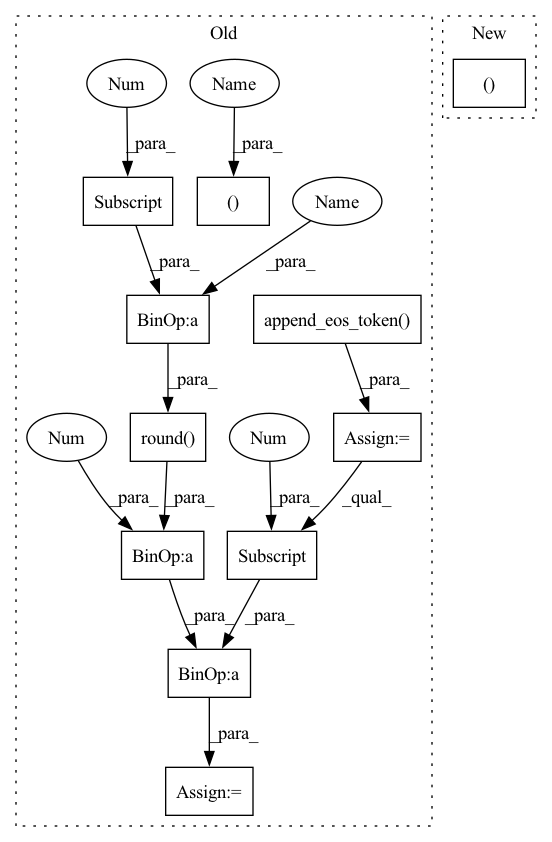 Old
New
Num
Name
()
_para_
_para_
Subscript
()
Name
_para_
_para_
BinOp:a
append_eos_token()
_para_
_para_
Num
round()
Num
Assign:=
_para_
_para_
_para_
_qual_
BinOp:a
Subscript
_para_
_para_
BinOp:a
_para_
Assign:=